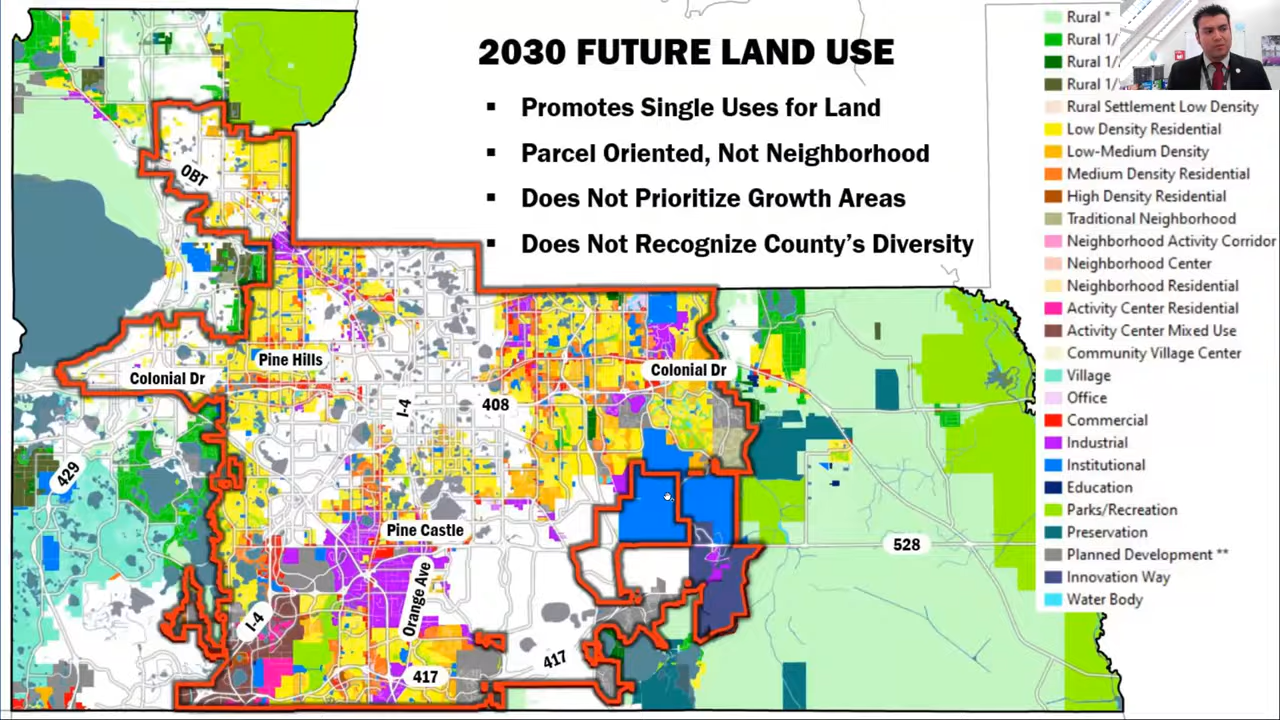 2030 FUTURE LAND USE
▪ Promotes Single Uses for Land
▪ Parcel Oriented, Not Neighborhood
▪ Does Not Prioritize Growth Areas
▪ Does Not Recognize County's Diversity
OBT
Pine Hills
Colonial Dr
Colonial Dr
I-4
408
429
Pine Castle
528
Orange Ave
I-4
417
417
Rural *
Rural 1/
Rural 1/
Rural 1/
Rural Settlement Low Density
Low Density Residential
Low-Medium Density
Medium Density Residential
High Density Residential
Traditional Neighborhood
Neighborhood Activity Corridor
Neighborhood Center
Neighborhood Residential
Activity Center Residential
Activity Center Mixed Use
Community Village Center
Village
Office
Commercial
Industrial
Institutional
Education
Parks/Recreation
Preservation
Planned Development **
Innovation Way
Water Body